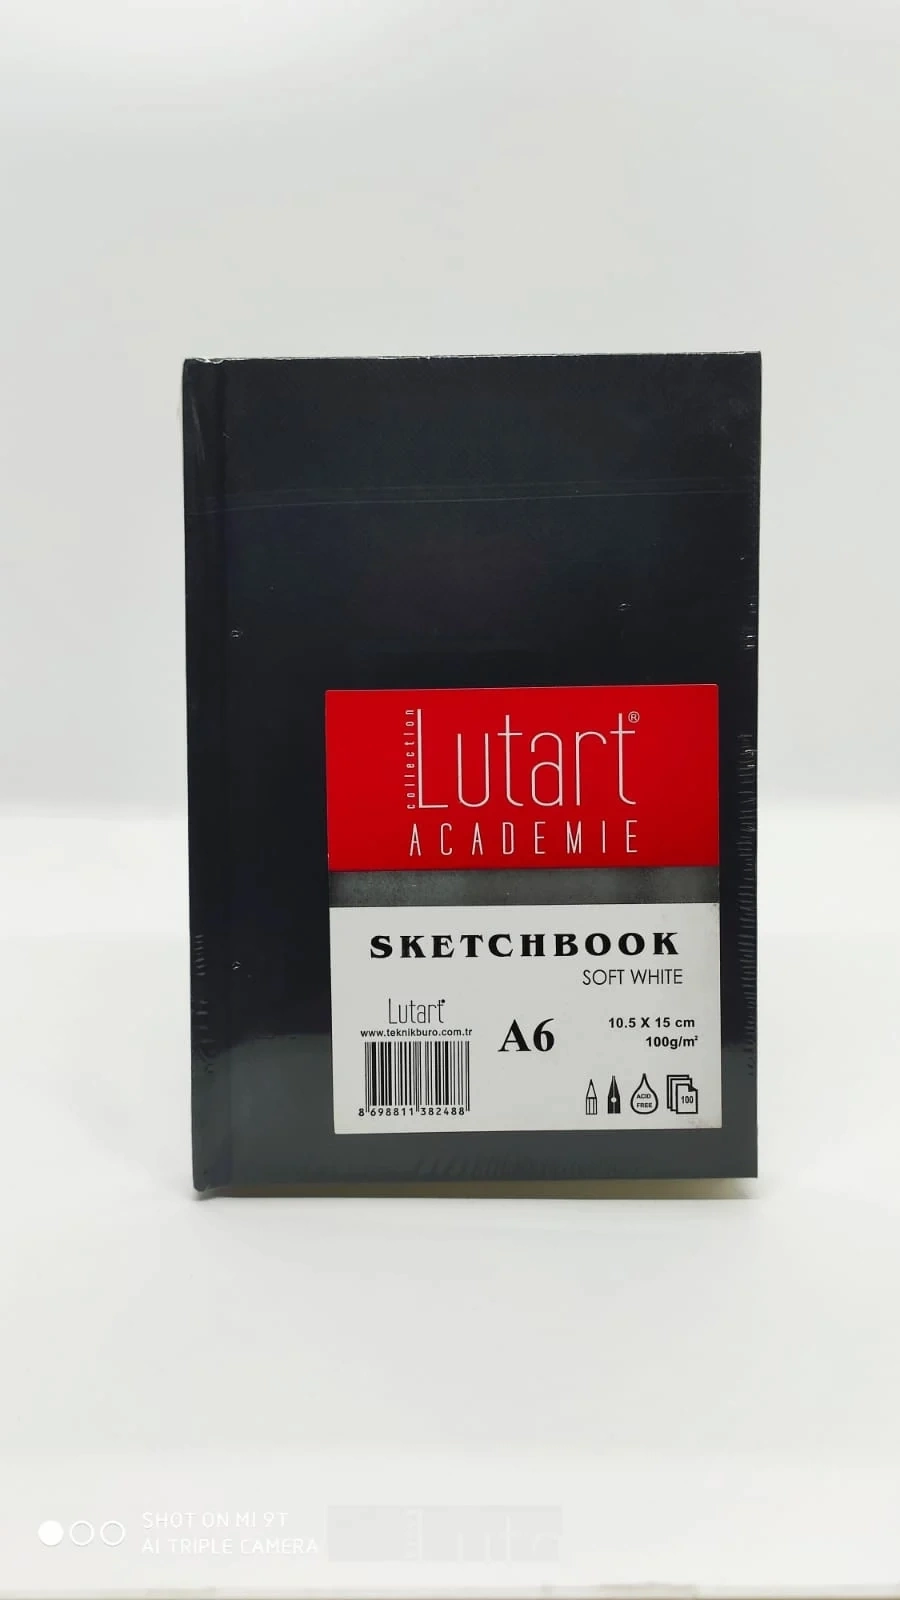 collection
Lutart®
ACADEMIE
SKETCHBOOK
SOFT WHITE
Lutart®
www.teknikburo.com.tr
A6
10.5 X 15 cm
100g/m²
8 698811 382488
ACID
FREE
100
SHOT ON MI 9T
AI TRIPLE CAMERA